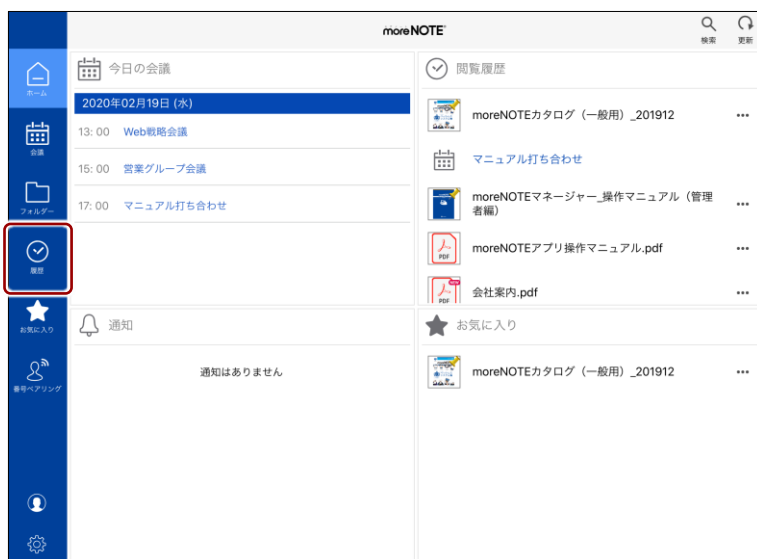 moreNOTE
検索
更新
ホーム
会議
フォルダー
履歴
お気に入り
番号ペアリング
今日の会議
2020年02月19日 (水)
13: 00 Web戦略会議
15: 00 営業グループ会議
17: 00 マニュアル打ち合わせ
閲覧履歴
moreNOTEカタログ（一般用）_201912
マニュアル打ち合わせ
moreNOTEマネージャー_操作マニュアル（管理
者編）
PDF
moreNOTEアプリ操作マニュアル.pdf
PDF
会社案内.pdf
通知
通知はありません
お気に入り
moreNOTEカタログ（一般用）_201912